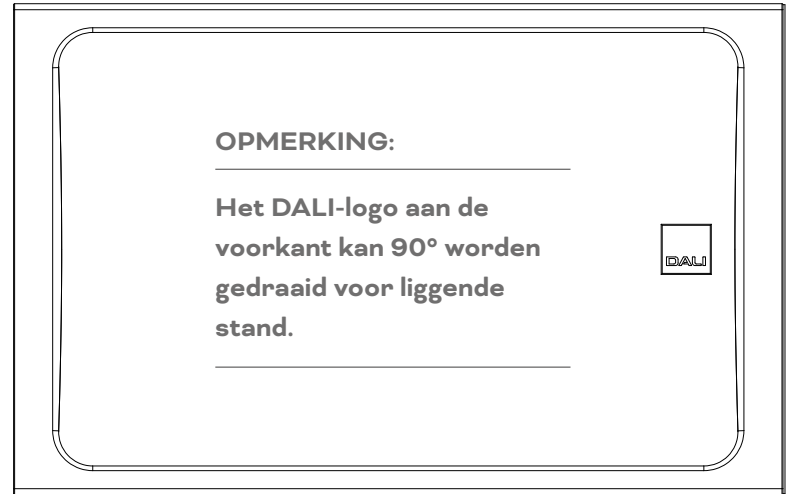 OPMERKING:
Het DALI-logo aan de
voorkant kan 90° worden
gedraaid voor liggende
stand.
DALI